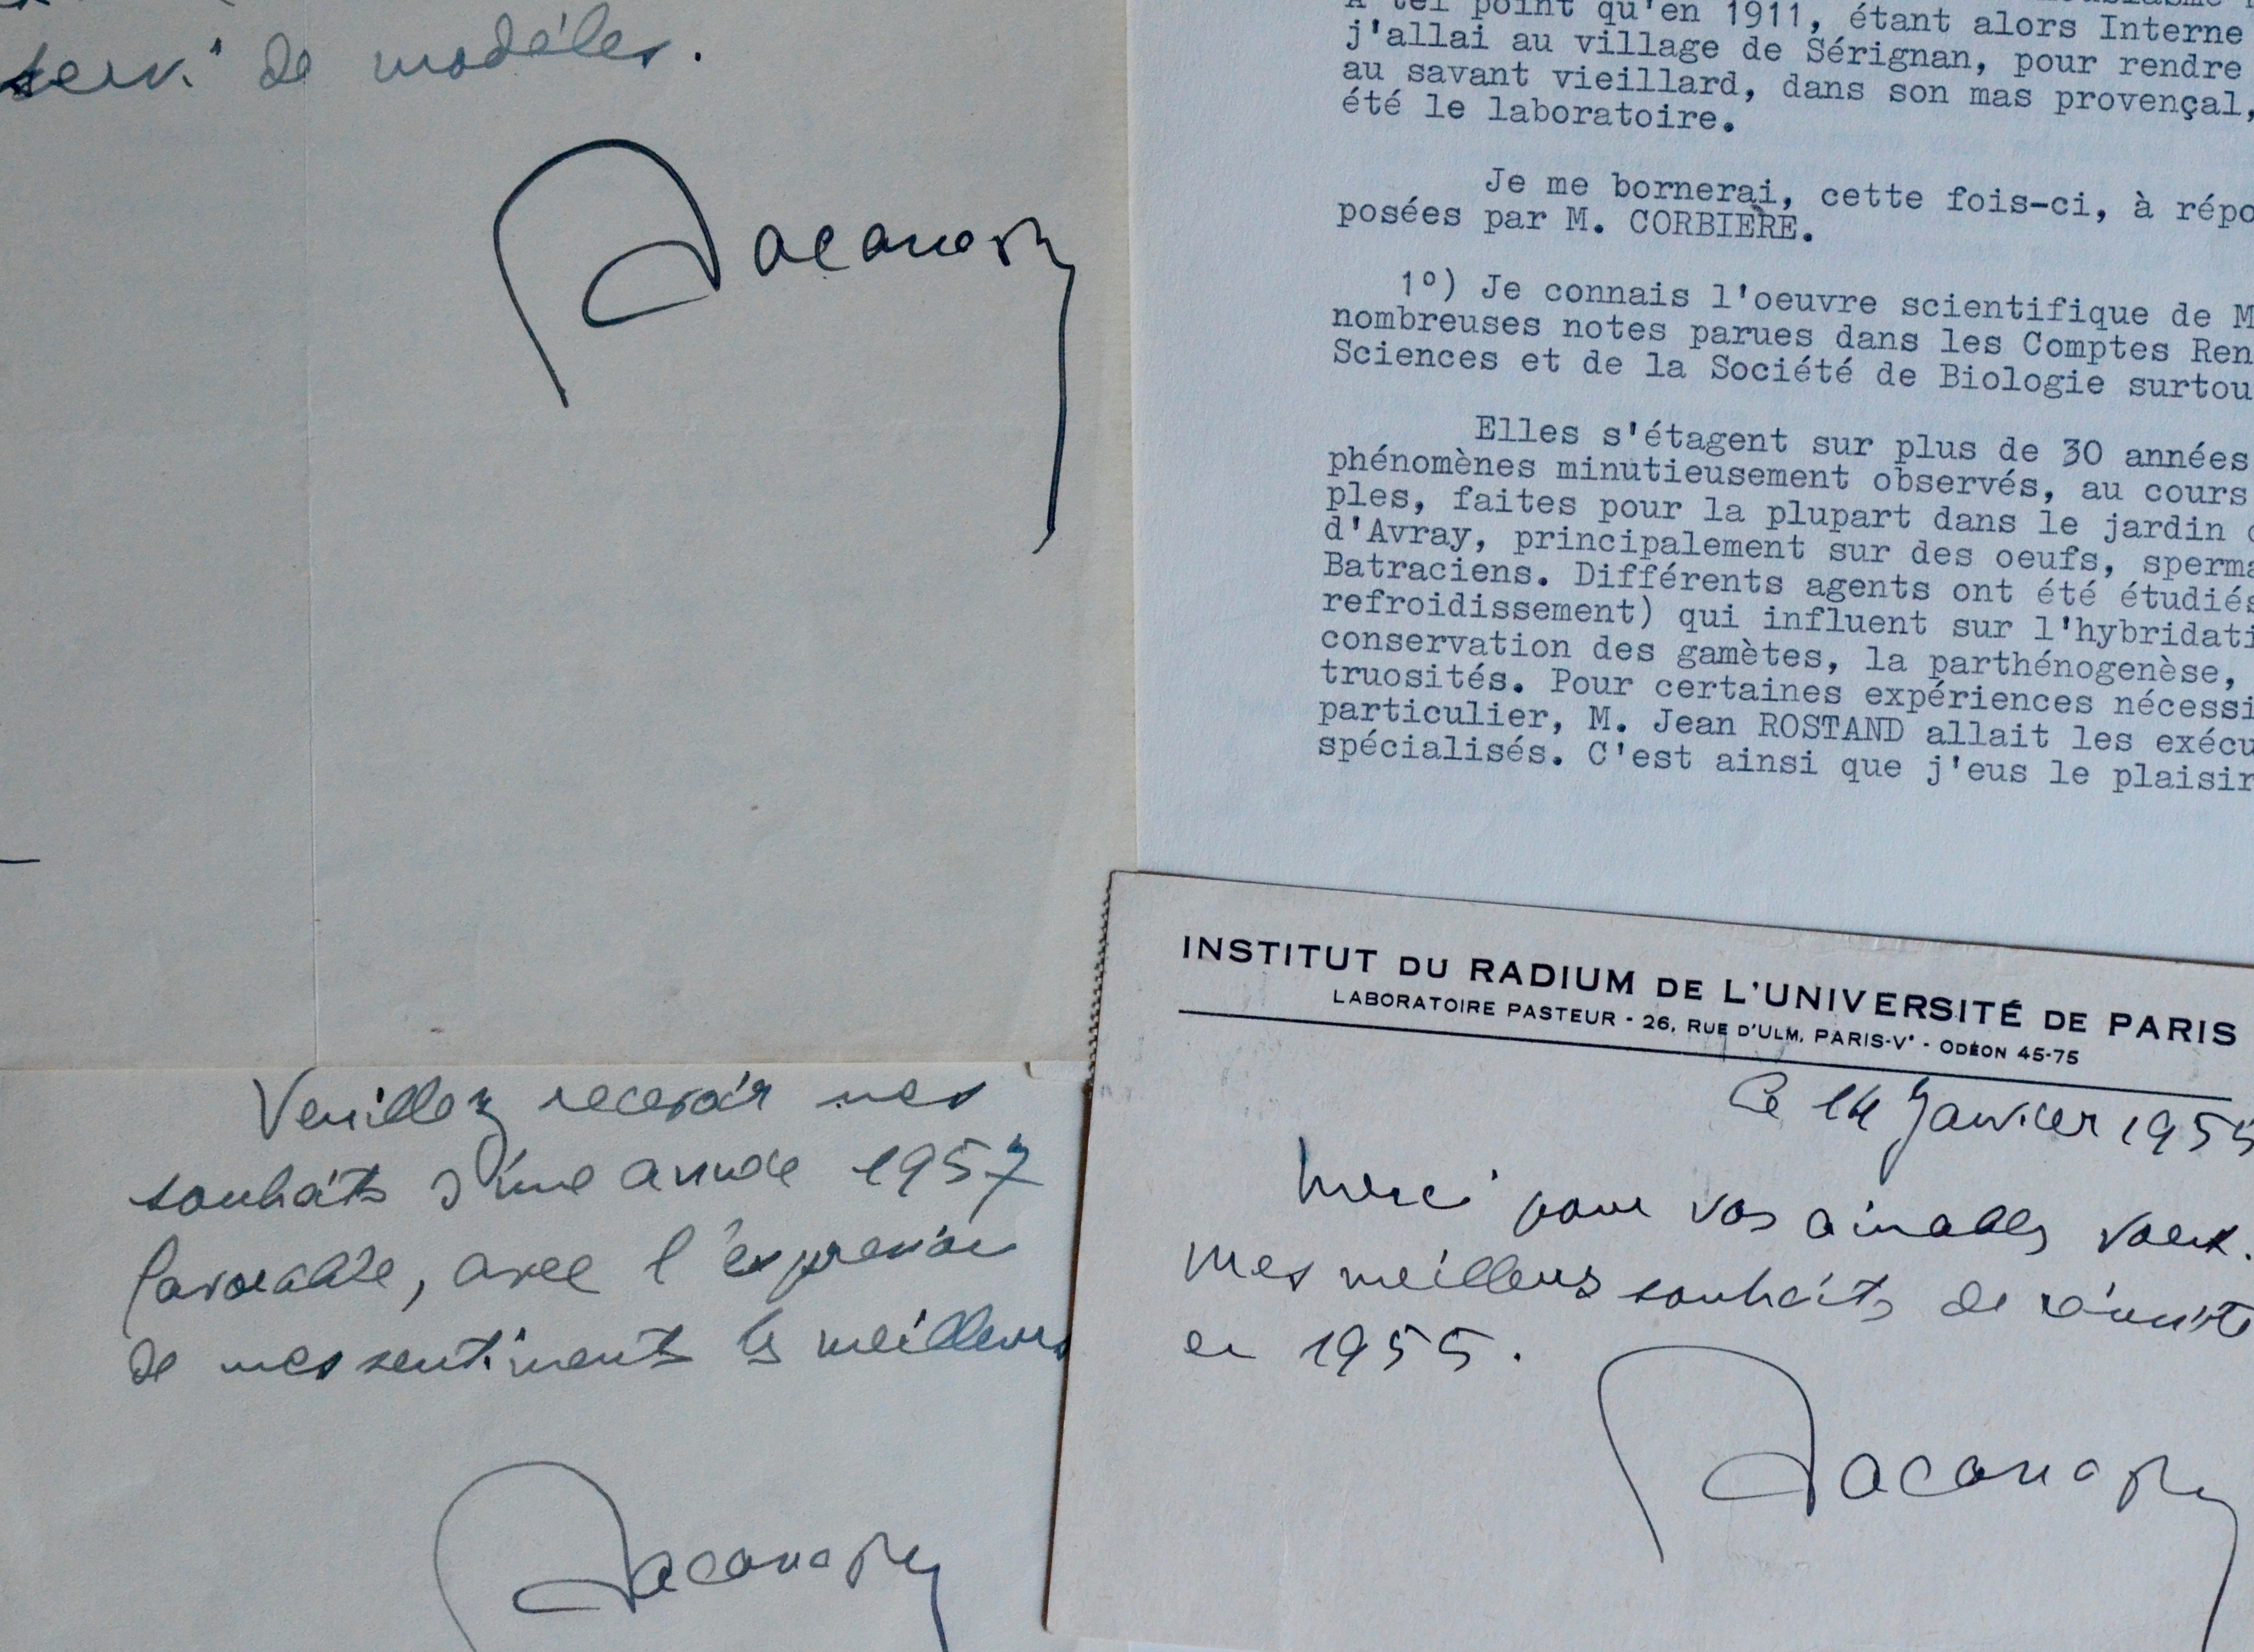 servi de modèles.
Lacassagne
A tel point qu'en 1911, étant alors Interne
j'allai au village de Sérignan, pour rendre
au savant vieillard, dans son mas provençal,
été le laboratoire.
Je me bornerai, cette fois-ci, à répo
posées par M. CORBIERE.
1º) Je connais l'oeuvre scientifique de M
nombreuses notes parues dans les Comptes Ren
Sciences et de la Société de Biologie surtou
Elles s'étagent sur plus de 30 années
phénomènes minutieusement observés, au cours
ples, faites pour la plupart dans le jardin
d'Avray, principalement sur des oeufs, sperma
Batraciens. Différents agents ont été étudiés
refroidissement) qui influent sur l'hybridati
conservation des gamètes, la parthénogenèse,
truosités. Pour certaines expériences nécessi
particulier, M. Jean ROSTAND allait les exécu
spécialisés. C'est ainsi que j'eus le plaisir
Veuillez recevoir mes
souhaits d'une année 1957
favorable, avec l'expression
de mes sentiments les meilleurs
Lacassagne
INSTITUT DU RADIUM DE L'UNIVERSITÉ DE PARIS
LABORATOIRE PASTEUR - 26, RUE D'ULM, PARIS-Vº - ODÉON 45-75
Ce 14 Janvier 1955
Merci pour vos aimables voeux.
Mes meilleurs souhaits de réussite
en 1955.
Lacassagne